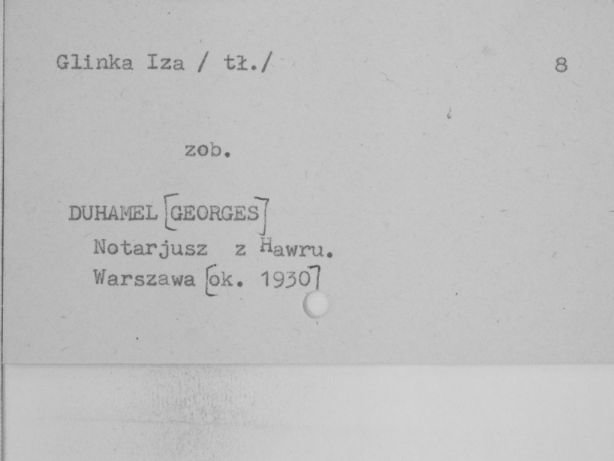 Glinka Iza / tł./ 8
zob.
DUHAMEL [GEORGES]
Notarjusz z Hawru.
Warszawa [ok. 1930]